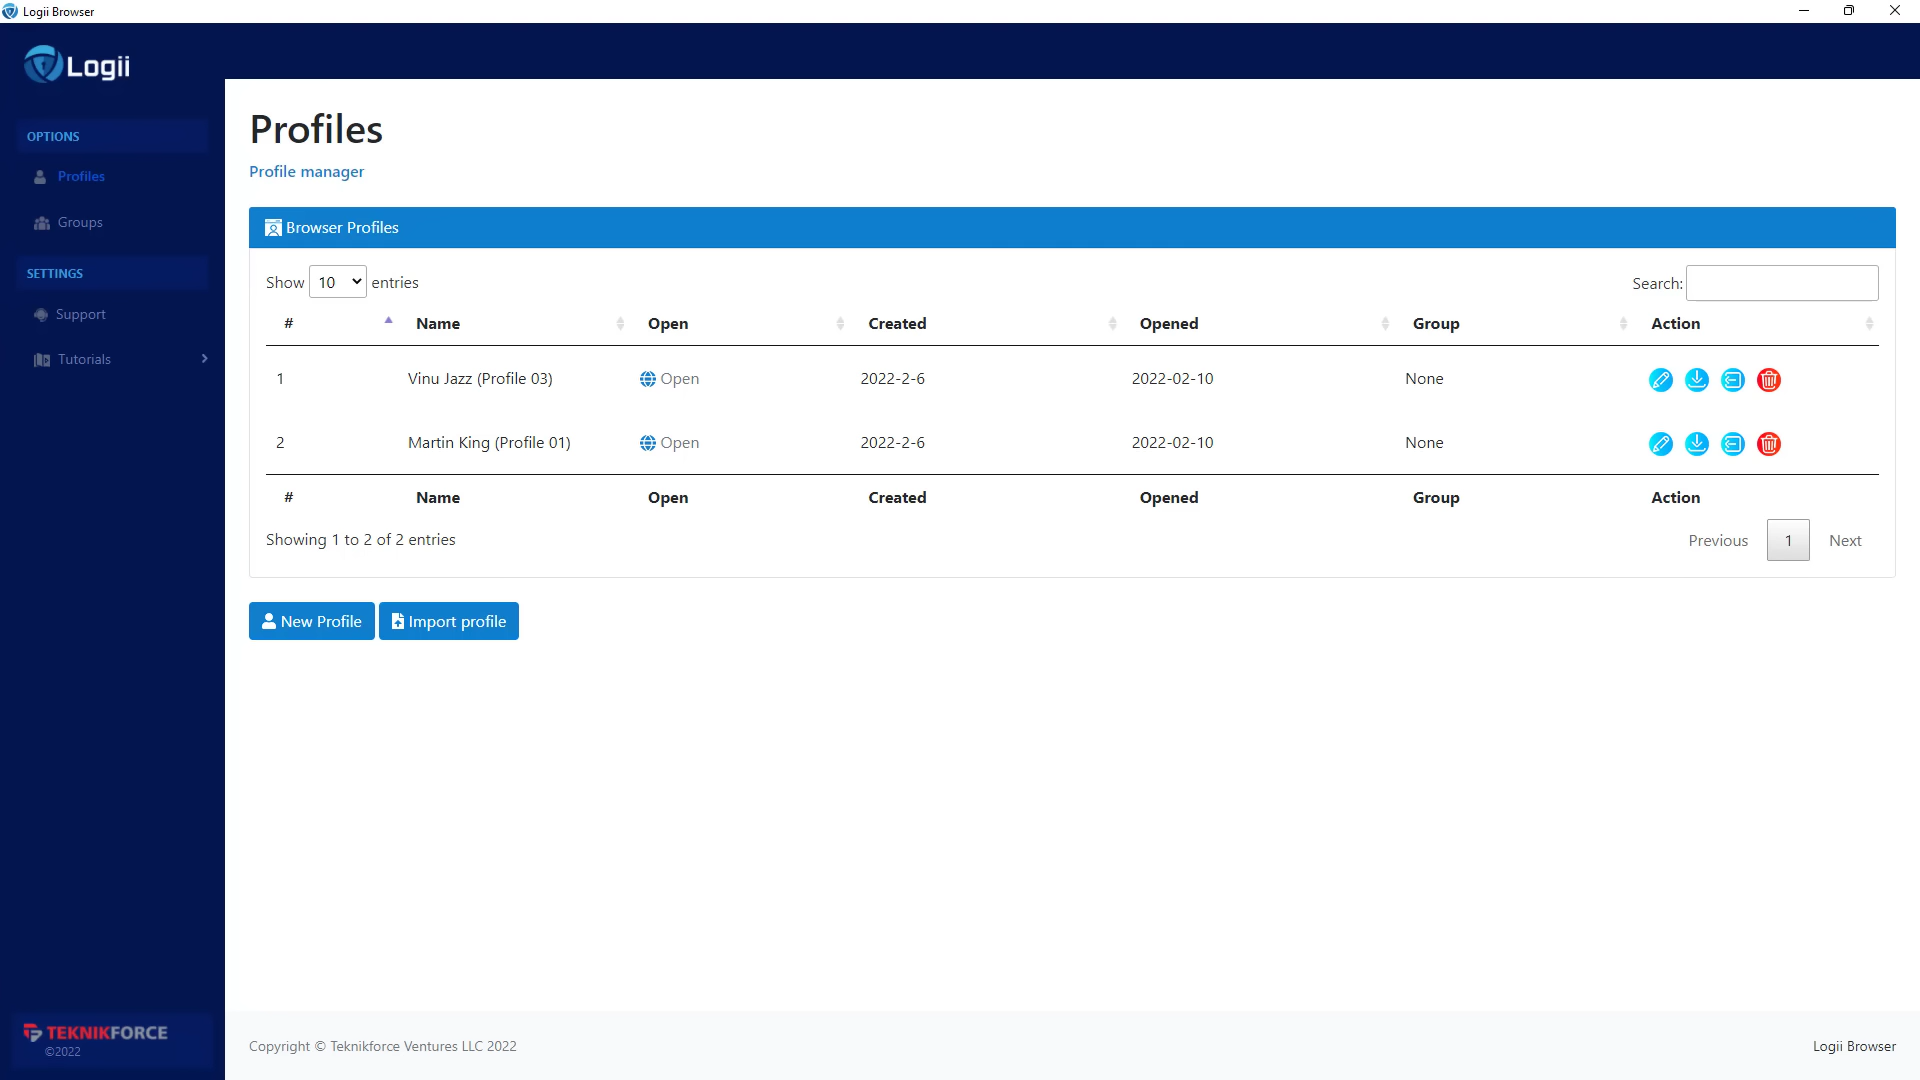 Logii Browser
Logii
OPTIONS
Profiles
Groups
SETTINGS
Support
Tutorials
TEKNIKFORCE
©2022
Profiles
Profile manager
Browser Profiles
Show 10 entries
Search:
# Name Open Created Opened Group Action
1 Vinu Jazz (Profile 03) Open 2022-2-6 2022-02-10 None
2 Martin King (Profile 01) Open 2022-2-6 2022-02-10 None
# Name Open Created Opened Group Action
Showing 1 to 2 of 2 entries
Previous 1 Next
New Profile Import profile
Copyright © Teknikforce Ventures LLC 2022
Logii Browser